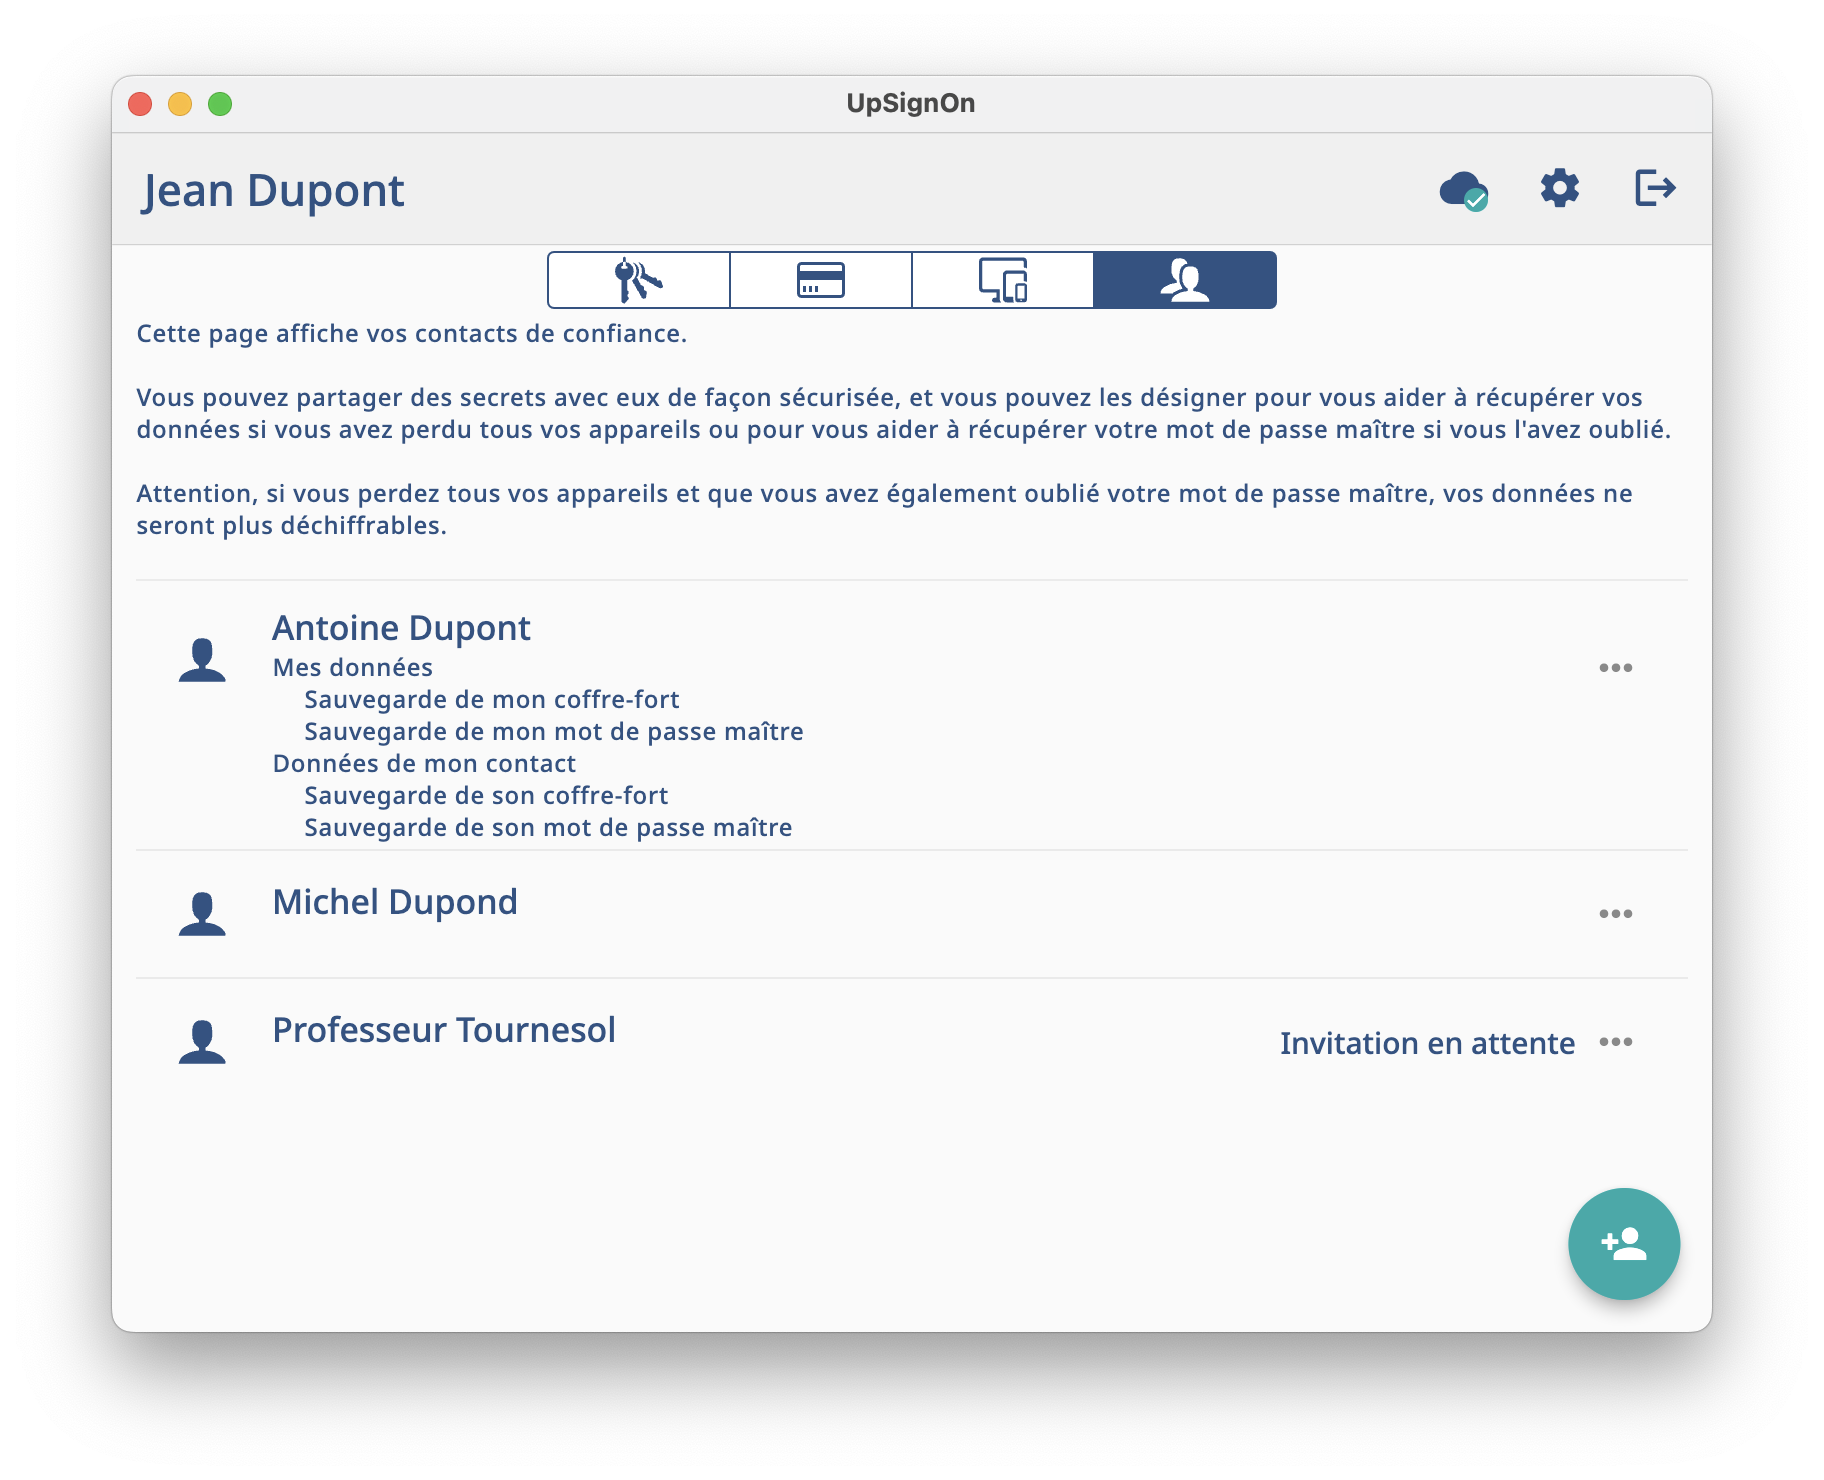 UpSignOn
Jean Dupont
Cette page affiche vos contacts de confiance.
Vous pouvez partager des secrets avec eux de façon sécurisée, et vous pouvez les désigner pour vous aider à récupérer vos
données si vous avez perdu tous vos appareils ou pour vous aider à récupérer votre mot de passe maître si vous l'avez oublié.
Attention, si vous perdez tous vos appareils et que vous avez également oublié votre mot de passe maître, vos données ne
seront plus déchiffrables.
Antoine Dupont
Mes données
Sauvegarde de mon coffre-fort
Sauvegarde de mon mot de passe maître
Données de mon contact
Sauvegarde de son coffre-fort
Sauvegarde de son mot de passe maître
Michel Dupond
Professeur Tournesol
Invitation en attente